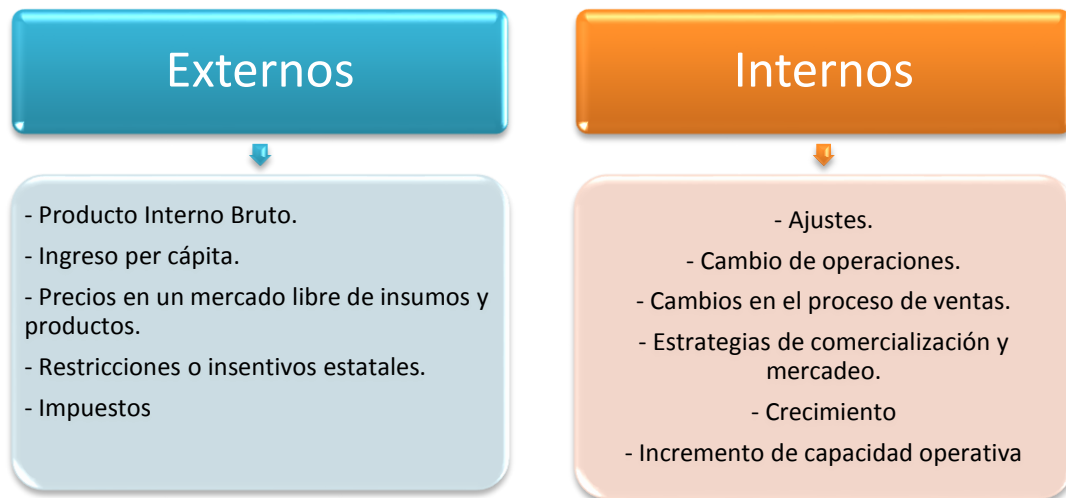 Externos
- Producto Interno Bruto.
- Ingreso per cápita.
- Precios en un mercado libre de insumos y
productos.
- Restricciones o insentivos estatales.
- Impuestos
Internos
- Ajustes.
- Cambio de operaciones.
- Cambios en el proceso de ventas.
- Estrategias de comercialización y
mercadeo.
- Crecimiento
- Incremento de capacidad operativa